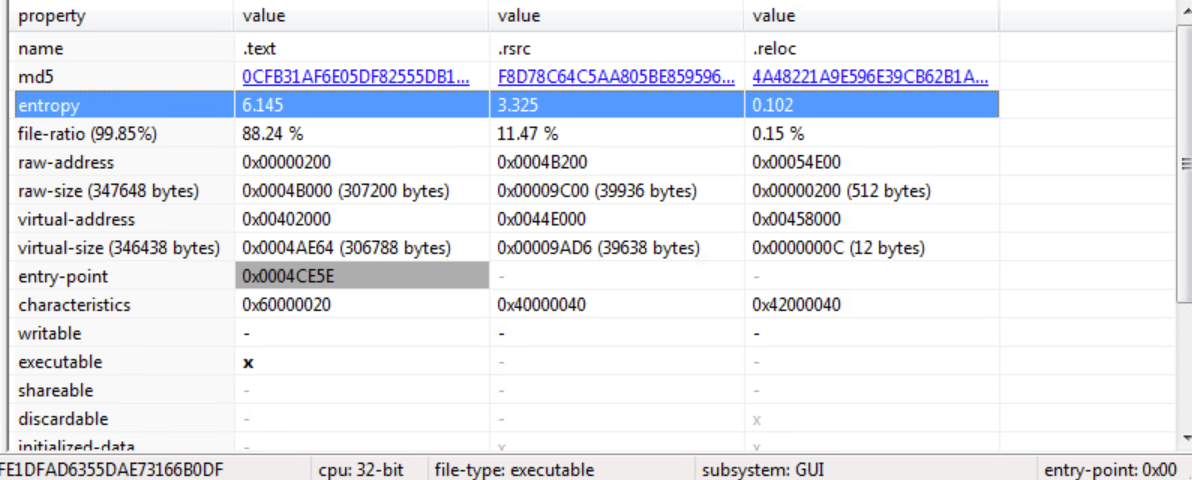 property value value value
name .text .rsrc .reloc
md5 0CFB31AF6E05DF82555DB1... F8D78C64C5AA805BE859596... 4A48221A9E596E39CB62B1A...
entropy 6.145 3.325 0.102
file-ratio (99.85%) 88.24 % 11.47 % 0.15 %
raw-address 0x00000200 0x0004B200 0x00054E00
raw-size (347648 bytes) 0x0004B000 (307200 bytes) 0x00009C00 (39936 bytes) 0x00000200 (512 bytes)
virtual-address 0x00402000 0x0044E000 0x00458000
virtual-size (346438 bytes) 0x0004AE64 (306788 bytes) 0x00009AD6 (39638 bytes) 0x0000000C (12 bytes)
entry-point 0x0004CE5E - -
characteristics 0x60000020 0x40000040 0x42000040
writable - - -
executable x - -
shareable - - -
discardable - - x
initialized-data - x x
FE1DFAD6355DAE73166B0DF cpu: 32-bit file-type: executable subsystem: GUI entry-point: 0x00